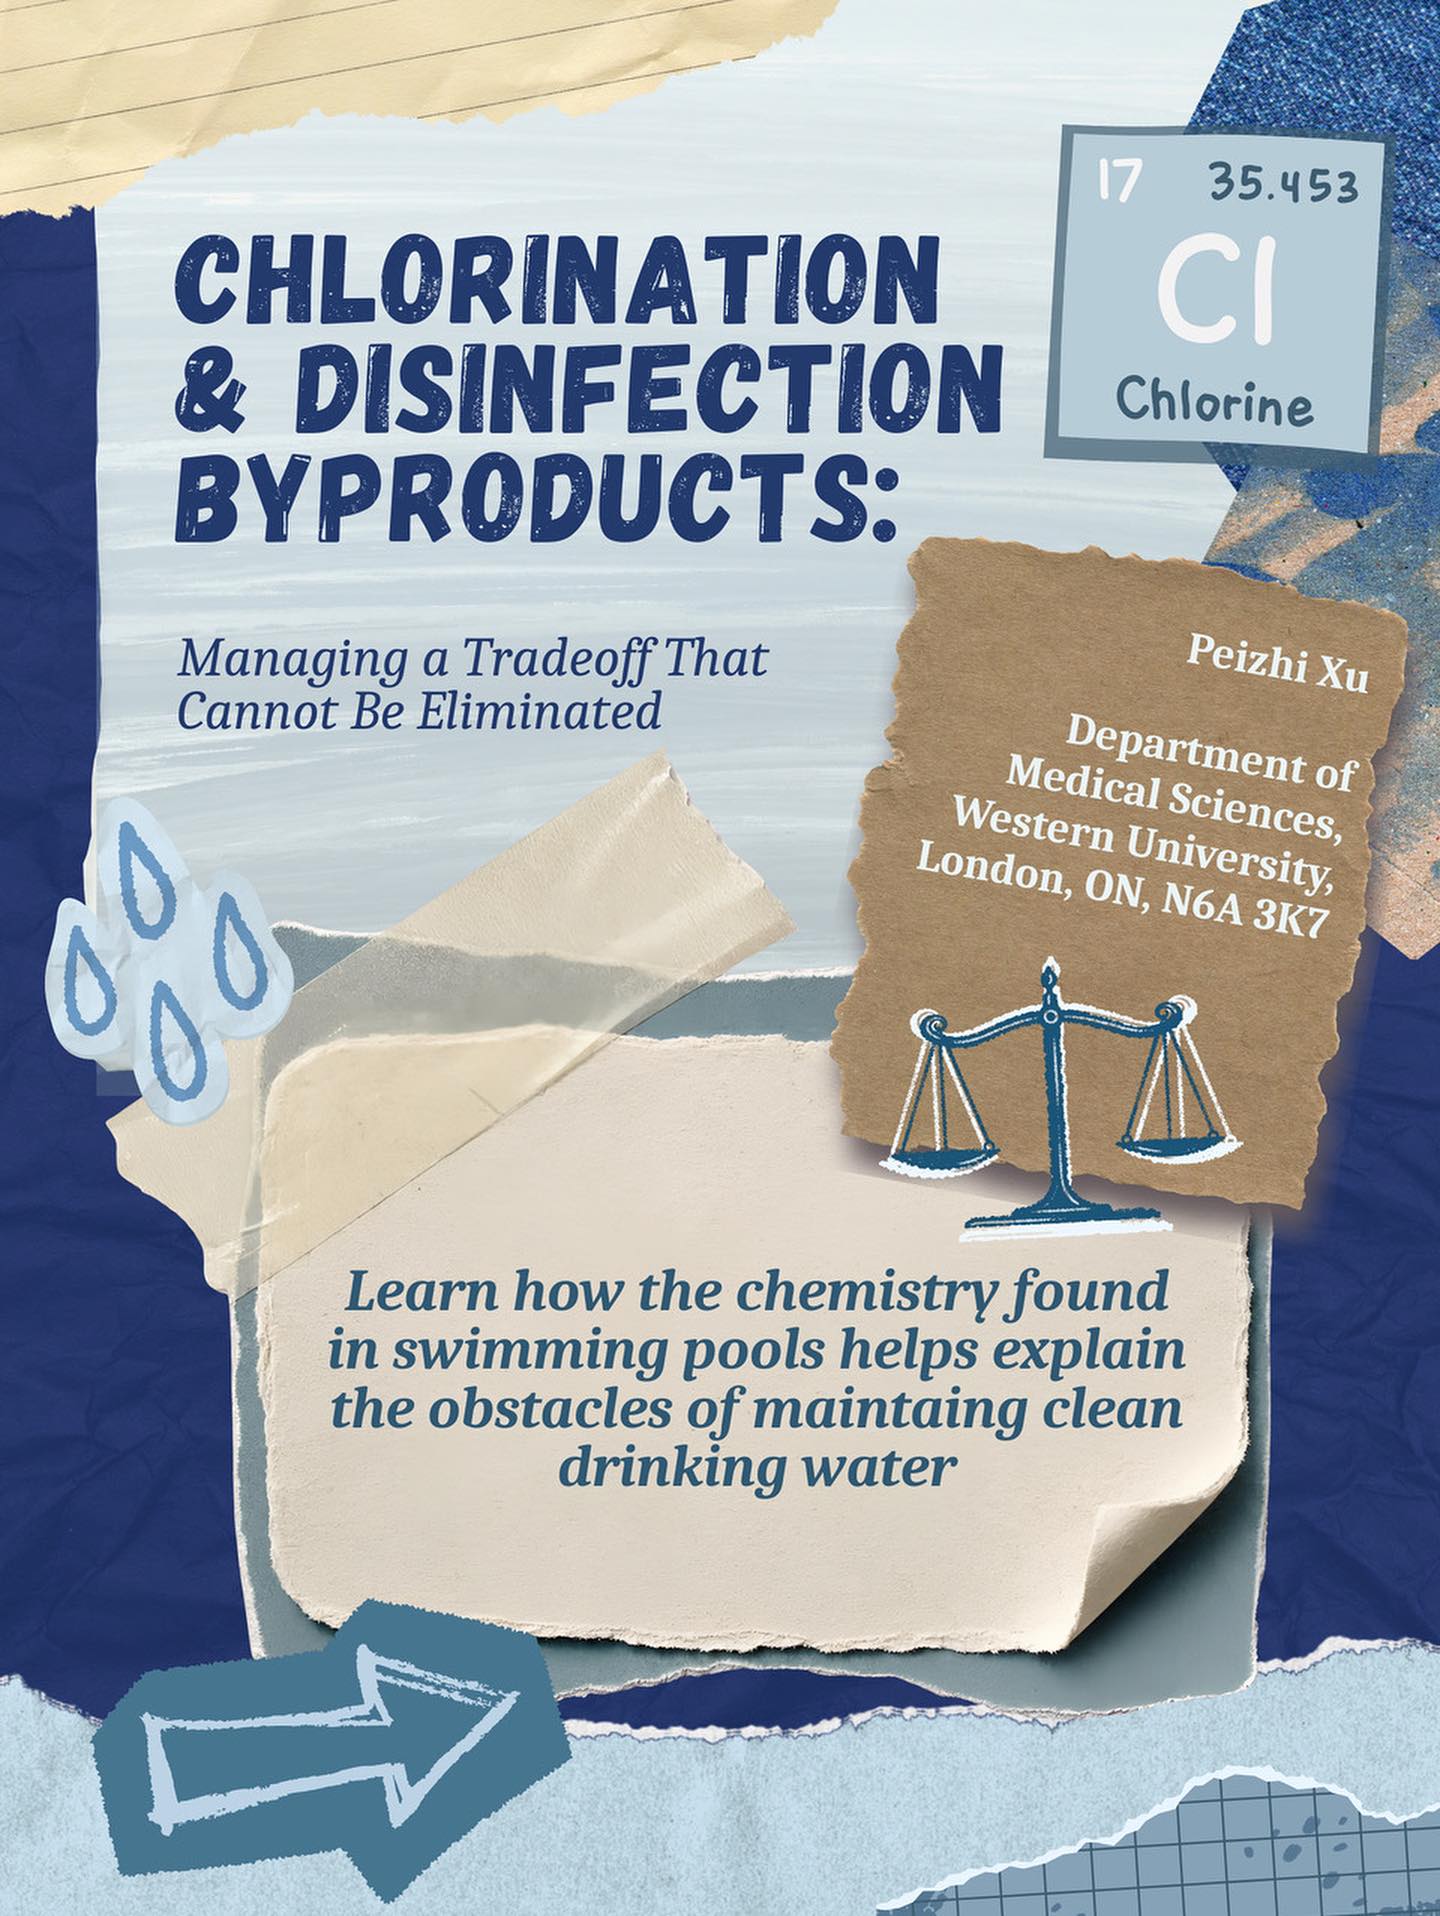 17 35.453
Cl
Chlorine
CHLORINATION
& DISINFECTION
BYPRODUCTS:
Managing a Tradeoff That
Cannot Be Eliminated
Peizhi Xu
Department of
Medical Sciences,
Western University,
London, ON, N6A 3K7
Learn how the chemistry found
in swimming pools helps explain
the obstacles of maintaing clean
drinking water